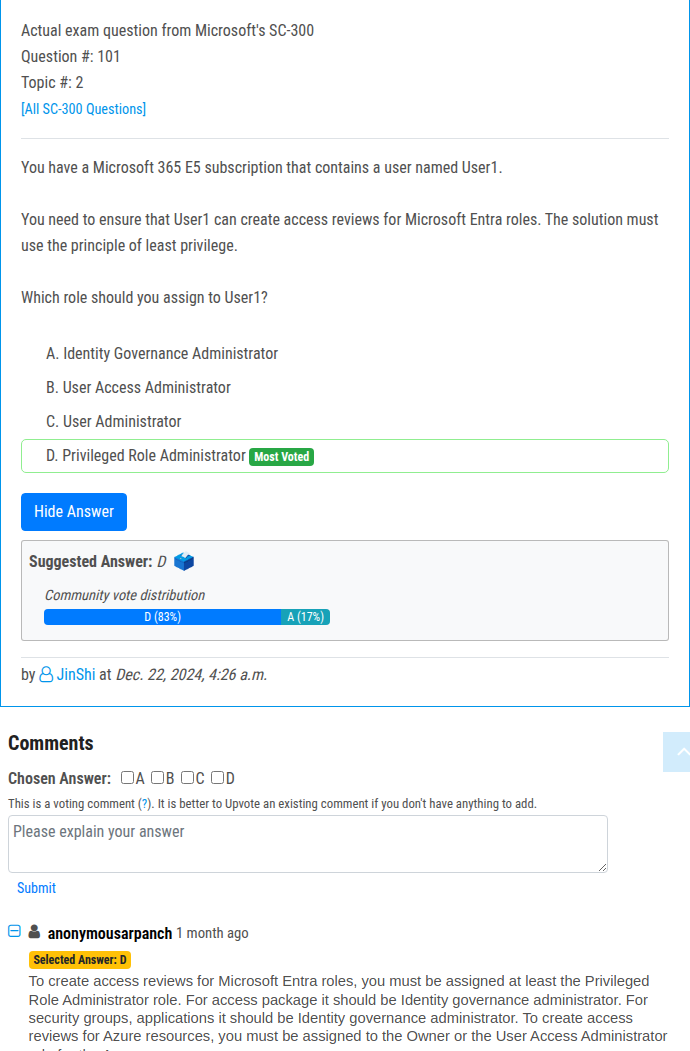 Actual exam question from Microsoft's SC-300
Question #: 101
Topic #: 2
[All SC-300 Questions]
You have a Microsoft 365 E5 subscription that contains a user named User1.
You need to ensure that User1 can create access reviews for Microsoft Entra roles. The solution must
use the principle of least privilege.
Which role should you assign to User1?
A. Identity Governance Administrator
B. User Access Administrator
C. User Administrator
D. Privileged Role Administrator Most Voted
Hide Answer
Suggested Answer: D
Community vote distribution
D (83%) A (17%)
by JinShi at Dec. 22, 2024, 4:26 a.m.
Comments
Chosen Answer: A B C D
This is a voting comment (?). It is better to Upvote an existing comment if you don't have anything to add.
Please explain your answer
Submit
anonymousarpanch 1 month ago
Selected Answer: D
To create access reviews for Microsoft Entra roles, you must be assigned at least the Privileged
Role Administrator role. For access package it should be Identity governance administrator. For
security groups, applications it should be Identity governance administrator. To create access
reviews for Azure resources, you must be assigned to the Owner or the User Access Administrator